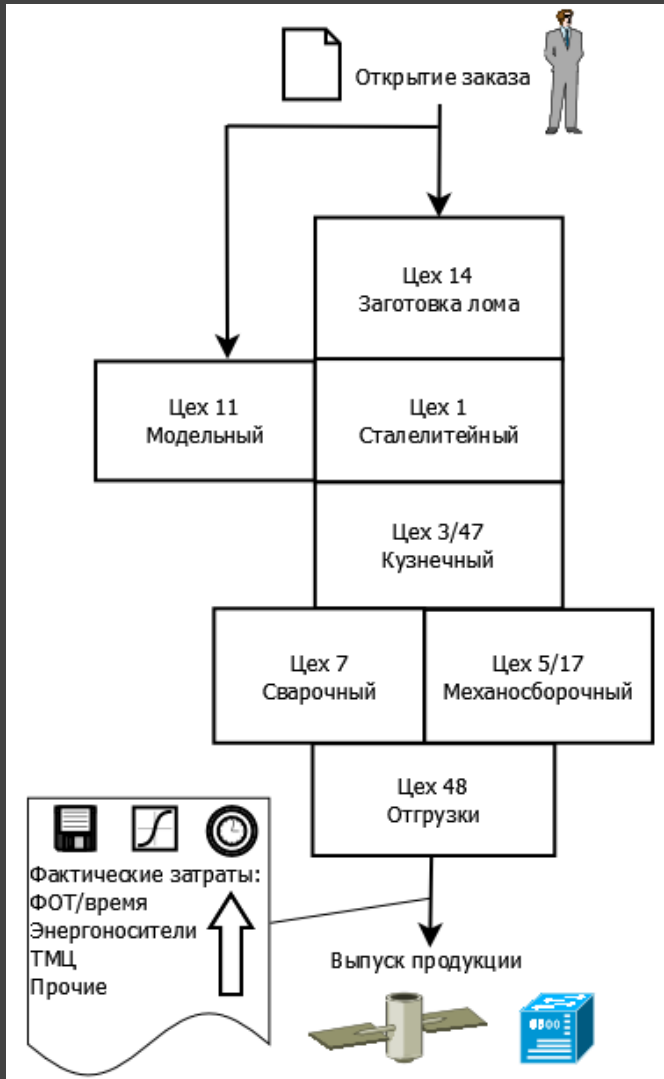 Открытие заказа
Цех 14
Заготовка лома
Цех 11
Модельный
Цех 1
Сталелитейный
Цех 3/47
Кузнечный
Цех 7
Сварочный
Цех 5/17
Механосборочный
Цех 48
Отгрузки
Фактические затраты:
ФОТ/время
Энергоносители
ТМЦ
Прочие
Выпуск продукции
6500